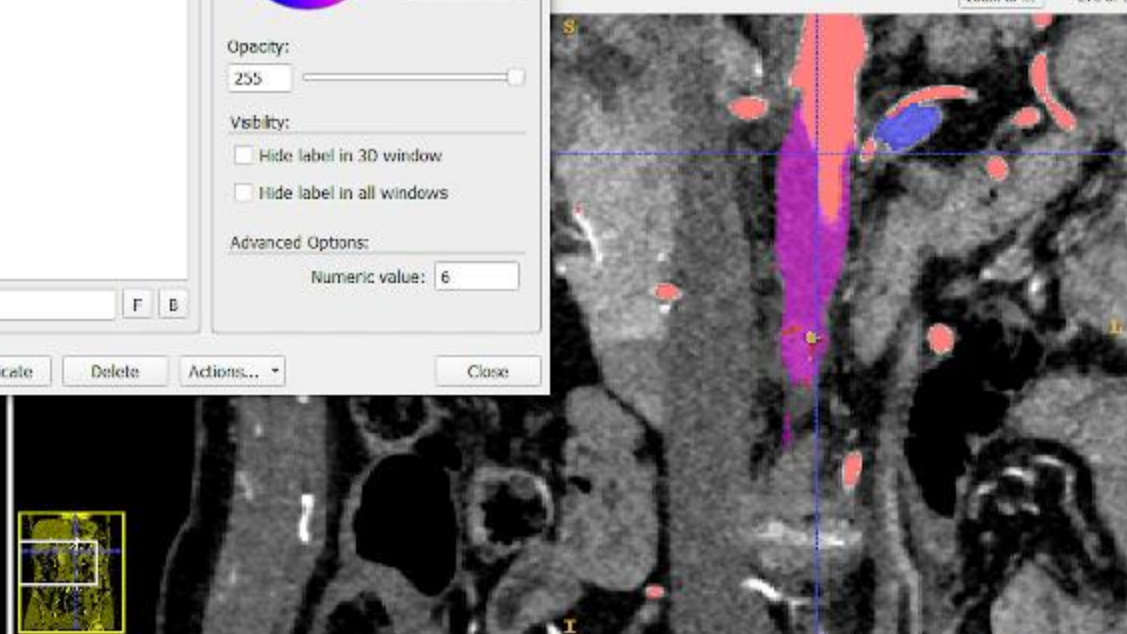 Opacity:
255
Visibility:
Hide label in 3D window
Hide label in all windows
Advanced Options:
Numeric value: 6
F B
icate Delete Actions... Close
S
L
I